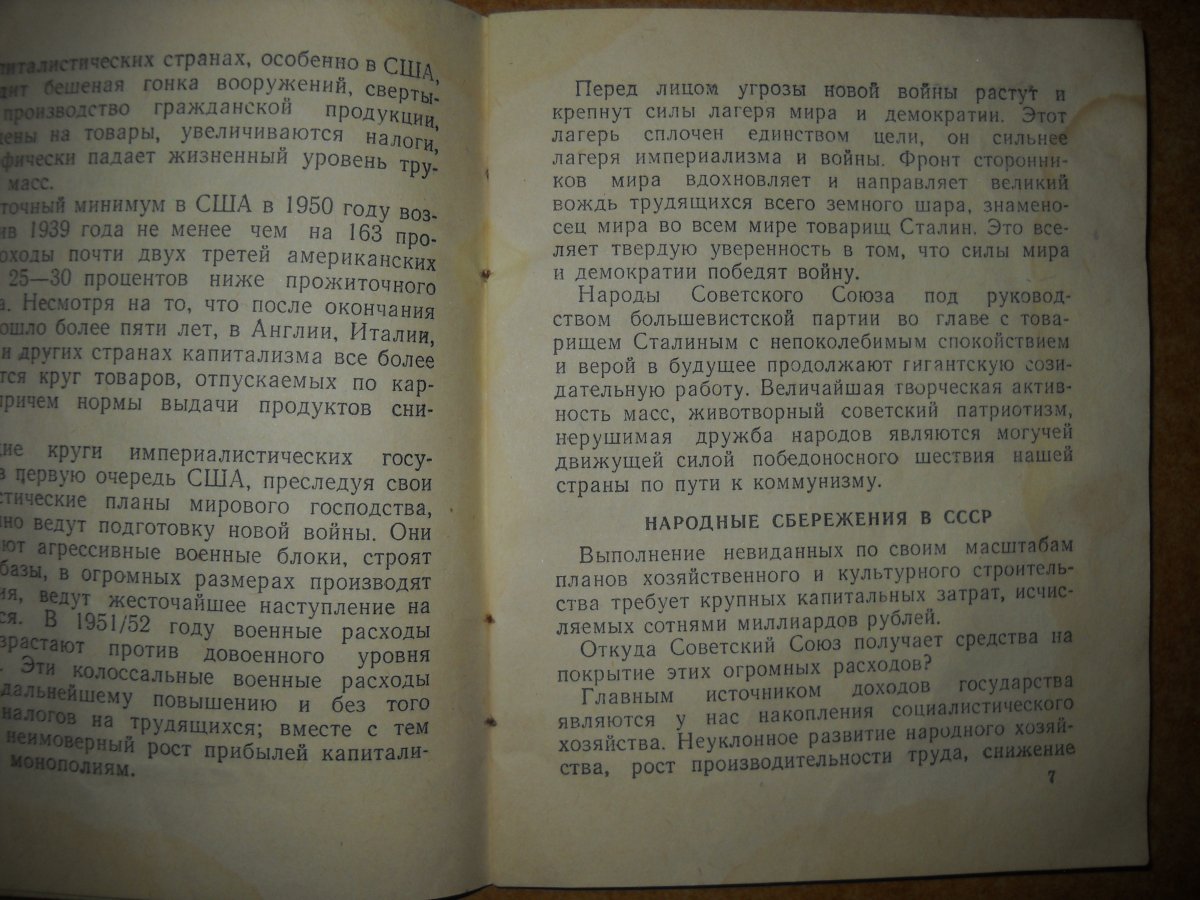 питалистических странах, особенно в США,
дит бешеная гонка вооружений, сверты-
производство гражданской продукции,
цены на товары, увеличиваются налоги,
фически падает жизненный уровень тру-
масс.
точный минимум в США в 1950 году воз-
ив 1939 года не менее чем на 163 про-
оходы почти двух третей американских
25—30 процентов ниже прожиточного
а. Несмотря на то, что после окончания
ошло более пяти лет, в Англии, Италии,
и других странах капитализма все более
тся круг товаров, отпускаемых по кар-
причем нормы выдачи продуктов сни-
ие круги империалистических госу-
в первую очередь США, преследуя свои
стические планы мирового господства,
но ведут подготовку новой войны. Они
ют агрессивные военные блоки, строят
базы, в огромных размерах производят
ия, ведут жесточайшее наступление на
ся. В 1951/52 году военные расходы
зрастают против довоенного уровня
. Эти колоссальные военные расходы
дальнейшему повышению и без того
налогов на трудящихся; вместе с тем
неимоверный рост прибылей капитали-
монополиям.
Перед лицом угрозы новой войны растут и
крепнут силы лагеря мира и демократии. Этот
лагерь сплочен единством цели, он сильнее
лагеря империализма и войны. Фронт сторонни-
ков мира вдохновляет и направляет великий
вождь трудящихся всего земного шара, знамено-
сец мира во всем мире товарищ Сталин. Это все-
ляет твердую уверенность в том, что силы мира
и демократии победят войну.
Народы Советского Союза под руковод-
ством большевистской партии во главе с това-
рищем Сталиным с непоколебимым спокойствием
и верой в будущее продолжают гигантскую сози-
дательную работу. Величайшая творческая актив-
ность масс, животворный советский патриотизм,
нерушимая дружба народов являются могучей
движущей силой победоносного шествия нашей
страны по пути к коммунизму.
НАРОДНЫЕ СБЕРЕЖЕНИЯ В СССР
Выполнение невиданных по своим масштабам
планов хозяйственного и культурного строитель-
ства требует крупных капитальных затрат, исчис-
ляемых сотнями миллиардов рублей.
Откуда Советский Союз получает средства на
покрытие этих огромных расходов?
Главным источником доходов государства
являются у нас накопления социалистического
хозяйства. Неуклонное развитие народного хозяй-
ства, рост производительности труда, снижение
7